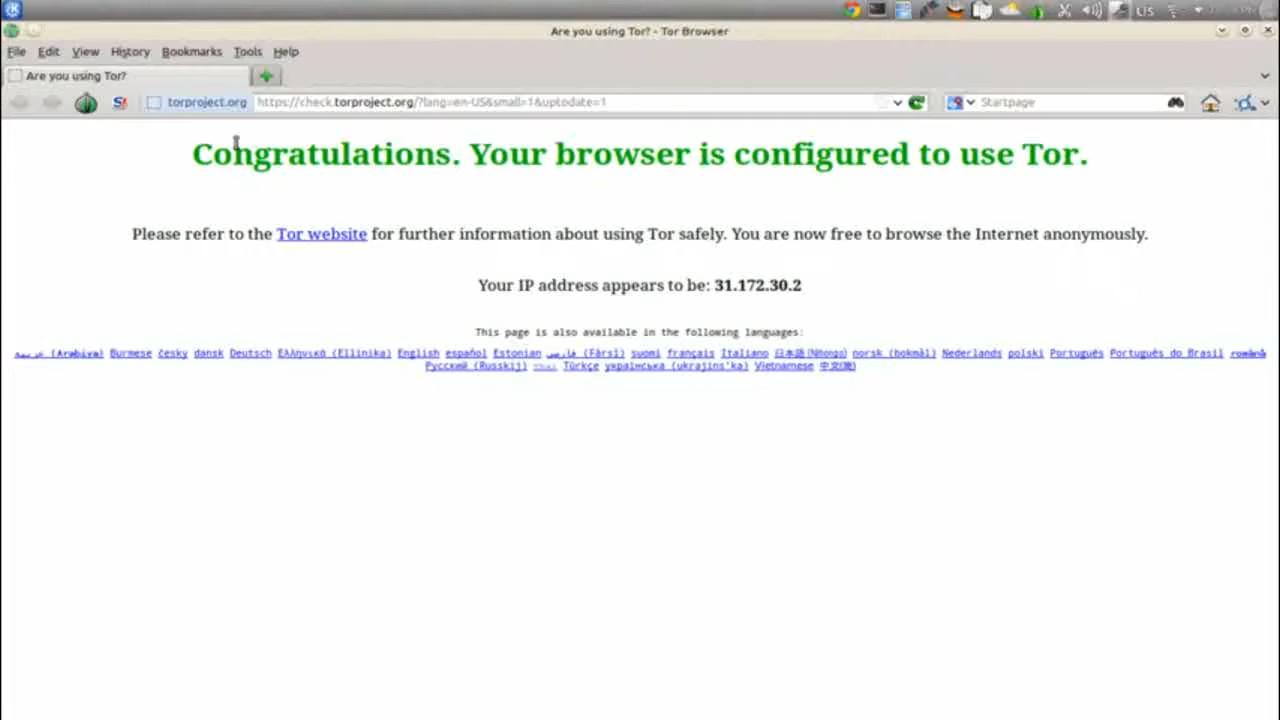 Are you using Tor? - Tor Browser
File Edit View History Bookmarks Tools Help
Are you using Tor?
torproject.org https://check.torproject.org/?lang=en-US&small=1&uptodate=1 Startpage
Congratulations. Your browser is configured to use Tor.
Please refer to the Tor website for further information about using Tor safely. You are now free to browse the Internet anonymously.
Your IP address appears to be: 31.172.30.2
This page is also available in the following languages:
عربية (Arabiya) Burmese česky dansk Deutsch Ελληνικά (Ellinika) English español Estonian فارسی (Fārsī) suomi français Italiano 日本語 (Nihongo) norsk (bokmål) Nederlands polski Português Português do Brasil română
Русский (Russkij) Türkçe українська (ukrajins'ka) Vietnamese 中文(简)